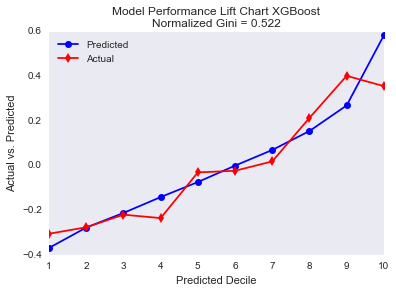 Model Performance Lift Chart XGBoost
Normalized Gini = 0.522
Predicted
Actual
Actual vs. Predicted
0.6
0.4
0.2
0.0
−0.2
−0.4
1 2 3 4 5 6 7 8 9 10
Predicted Decile